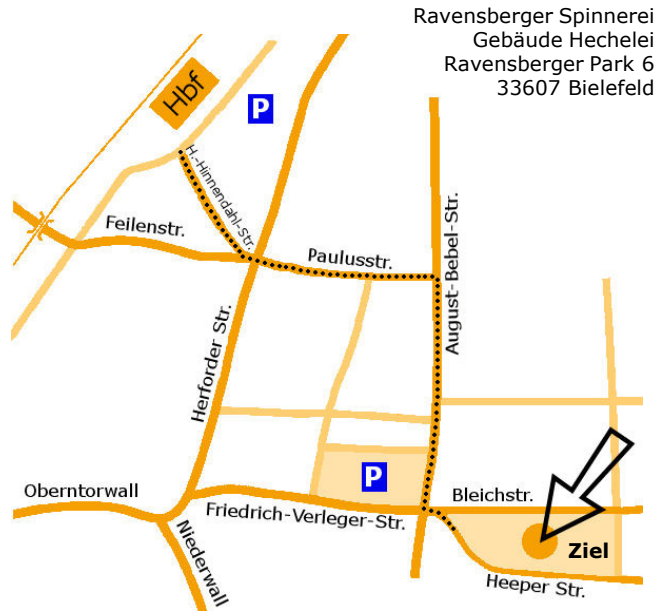 Ravensberger Spinnerei
Gebäude Hechelei
Ravensberger Park 6
33607 Bielefeld
Hbf
P
H.-Hinnendahl-Str.
Feilenstr.
Paulusstr.
August-Bebel-Str.
Herforder Str.
P
Oberntorwall
Bleichstr.
Friedrich-Verleger-Str.
Niederwall
Ziel
Heeper Str.